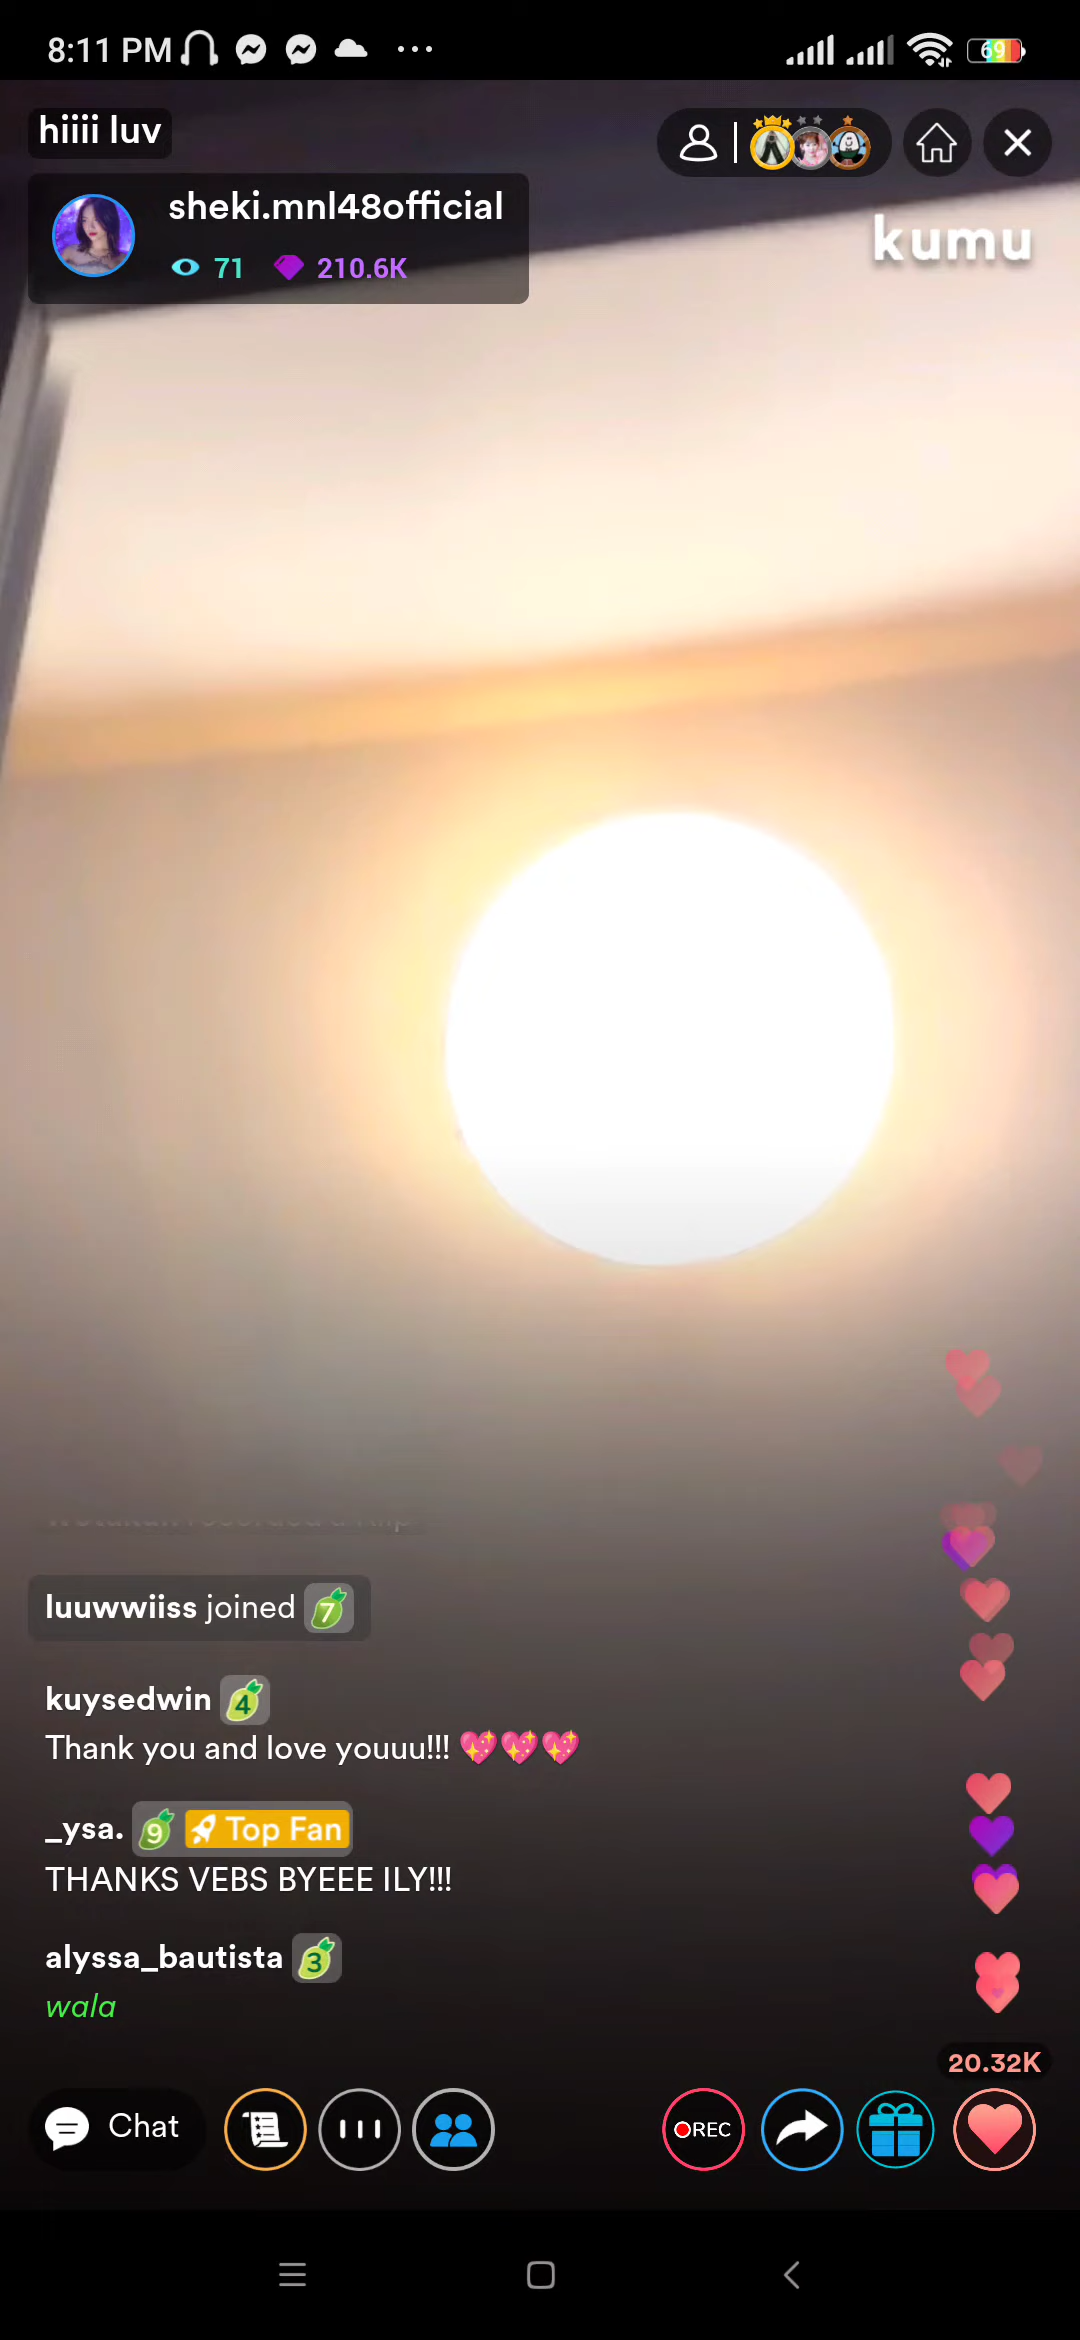 8:11 PM
69
hiiii luv
sheki.mnl48official
71 210.6K
kumu
luuwwiiss joined 7
kuysedwin 4
Thank you and love youuu!!! 💖💖💖
_ysa. 9 Top Fan
THANKS VEBS BYEEE ILY!!!
alyssa_bautista 3
wala
20.32K
Chat
REC